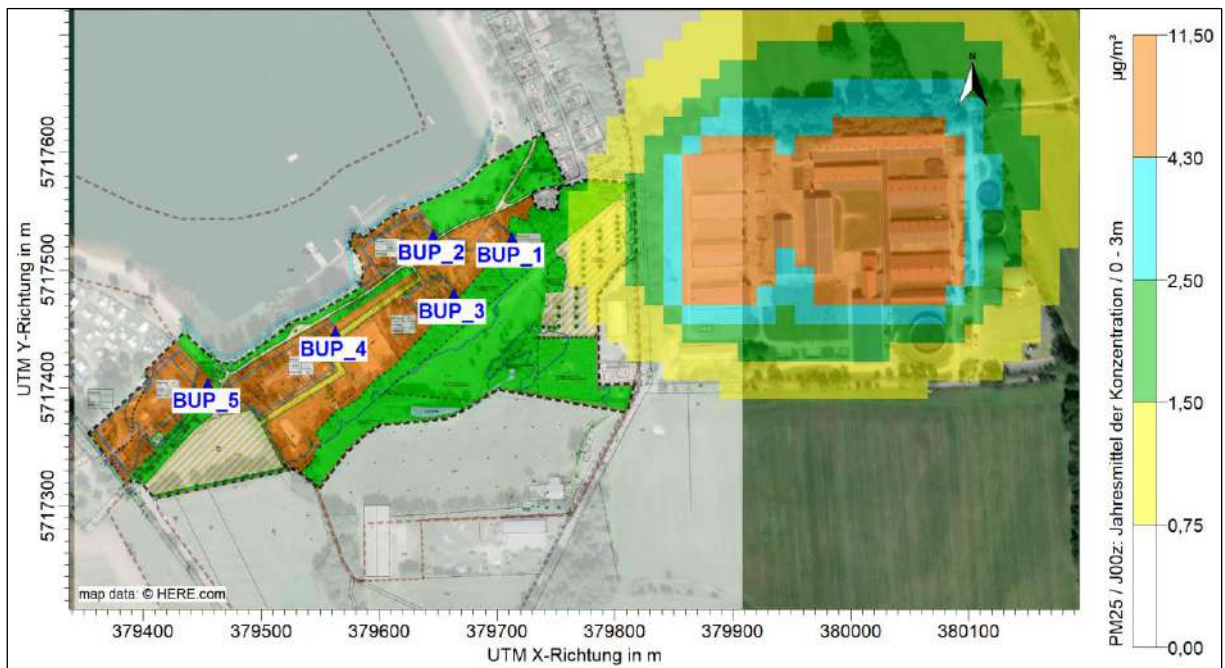 N
BUP_2
BUP_1
BUP_3
BUP_4
BUP_5
map data: © HERE.com
5717600
5717500
5717400
5717300
UTM Y-Richtung in m
379400
379500
379600
379700
379800
379900
380000
380100
UTM X-Richtung in m
PM25 / J00z: Jahresmittel der Konzentration / 0 - 3m
µg/m³
11,50
4,30
2,50
1,50
0,75
0,00